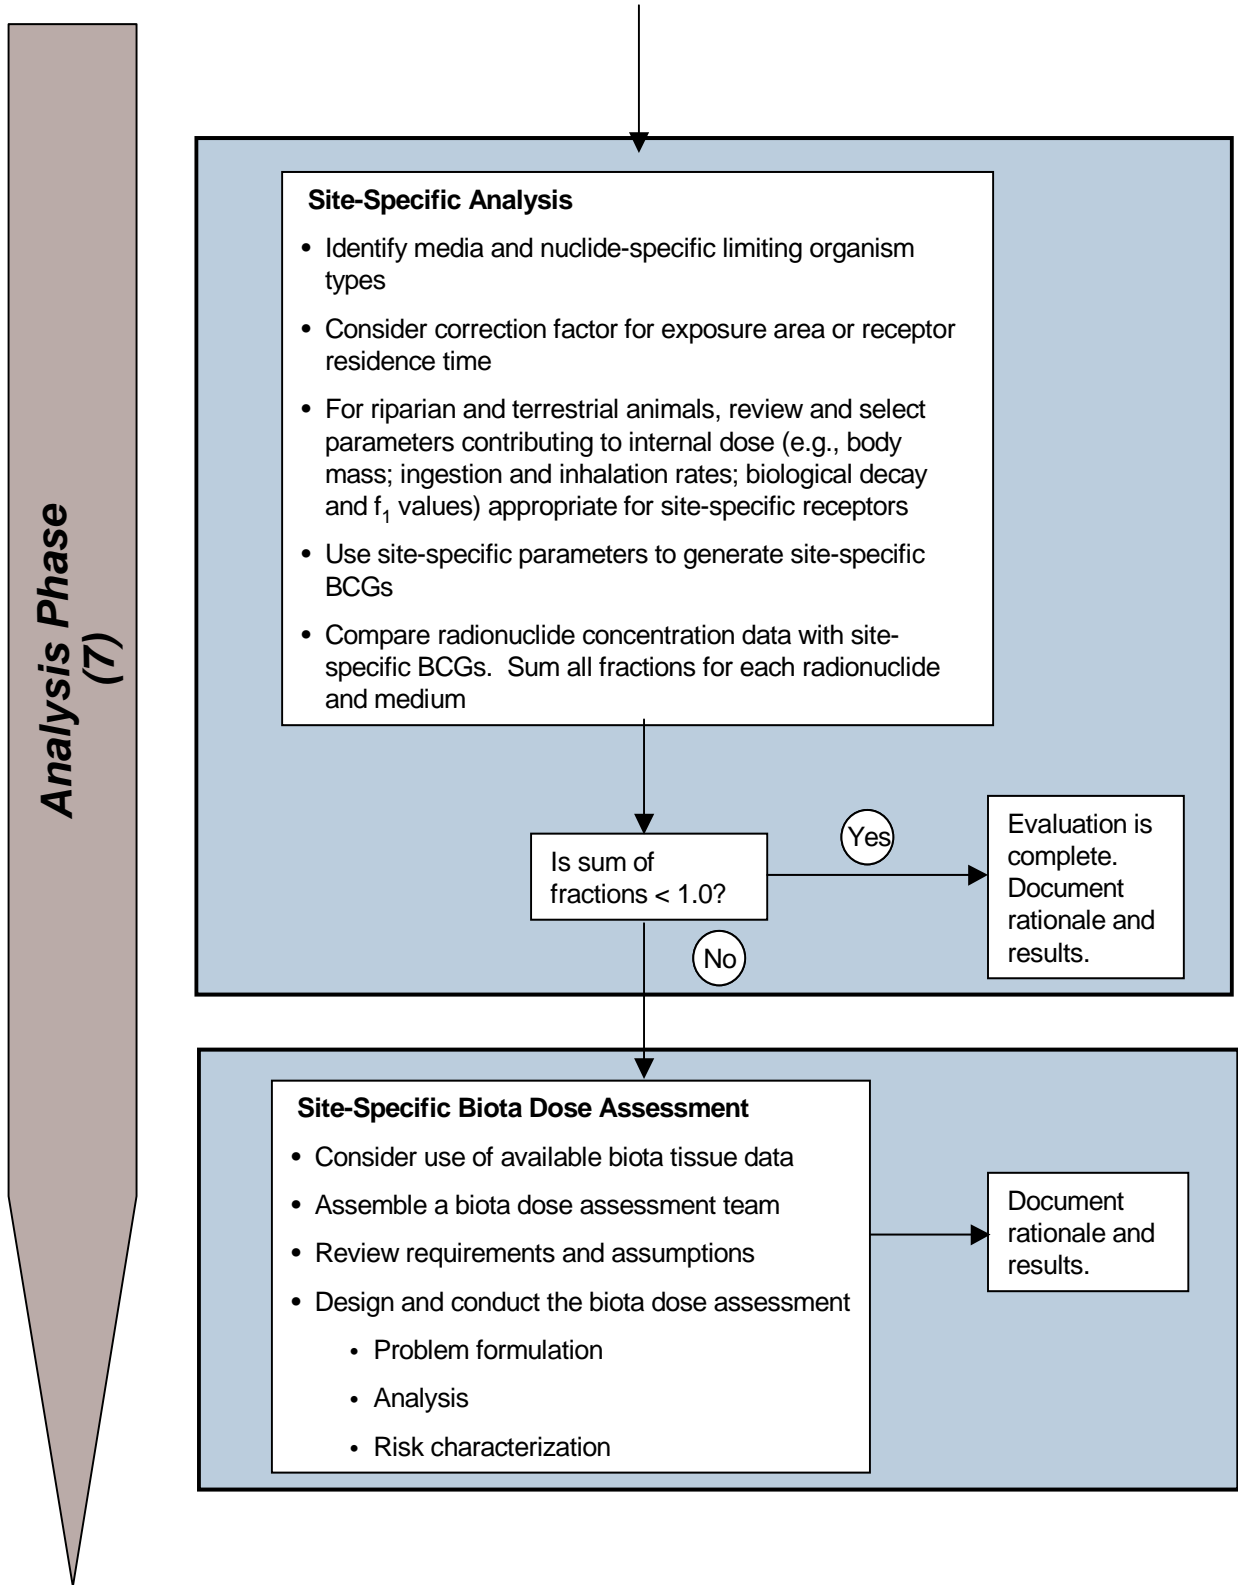 Analysis Phase
(7)
Site-Specific Analysis
• Identify media and nuclide-specific limiting organism
types
• Consider correction factor for exposure area or receptor
residence time
• For riparian and terrestrial animals, review and select
parameters contributing to internal dose (e.g., body
mass; ingestion and inhalation rates; biological decay
and f1 values) appropriate for site-specific receptors
• Use site-specific parameters to generate site-specific
BCGs
• Compare radionuclide concentration data with site-
specific BCGs.  Sum all fractions for each radionuclide
and medium
Is sum of
fractions < 1.0?
Yes
Evaluation is
complete.
Document
rationale and
results.
No
Site-Specific Biota Dose Assessment
• Consider use of available biota tissue data
• Assemble a biota dose assessment team
• Review requirements and assumptions
• Design and conduct the biota dose assessment
• Problem formulation
• Analysis
• Risk characterization
Document
rationale and
results.